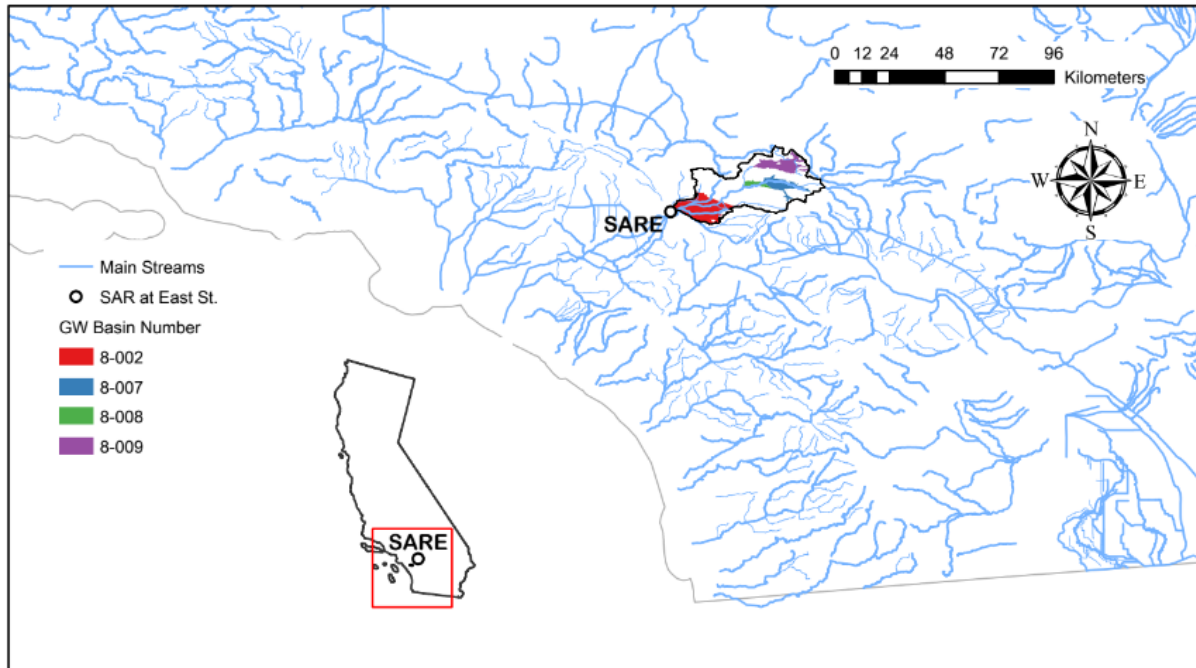 0 12 24 48 72 96
Kilometers
N
W E
S
SARE
Main Streams
SAR at East St.
GW Basin Number
8-002
8-007
8-008
8-009
SARE